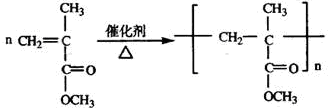 CH₃ CH₃
n CH₂=C 催化剂 △ [CH₂—C]n
C=O C=O
OCH₃ OCH₃